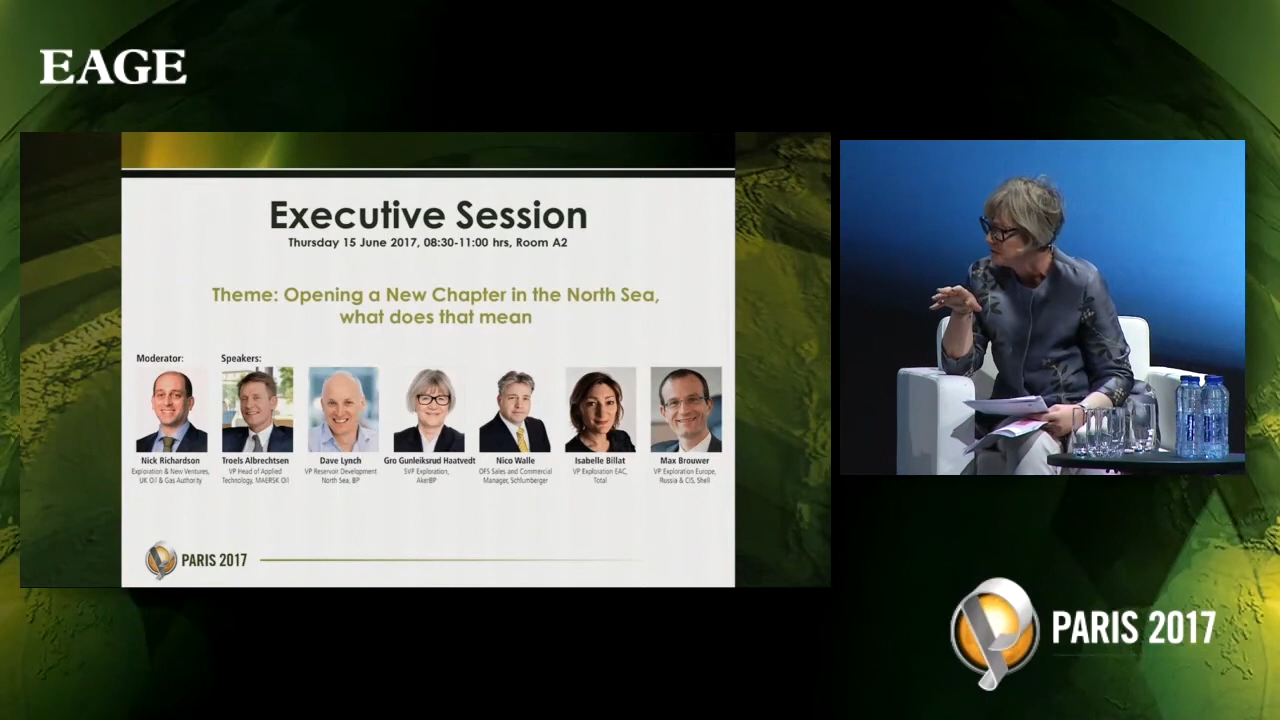 EAGE
Executive Session
Thursday 15 June 2017, 08:30-11:00 hrs, Room A2
Theme: Opening a New Chapter in the North Sea,
what does that mean
Moderator:
Speakers:
Nick Richardson
Exploration & New Ventures,
UK Oil & Gas Authority
Troels Albrechtsen
VP Head of Applied
Technology, MAERSK Oil
Dave Lynch
VP Reservoir Development
North Sea, BP
Gro Gunleiksrud Haatvedt
SVP Exploration,
AkerBP
Nico Walle
OFS Sales and Commercial
Manager, Schlumberger
Isabelle Billat
VP Exploration EAC,
Total
Max Brouwer
VP Exploration Europe,
Russia & CIS, Shell
PARIS 2017
PARIS 2017